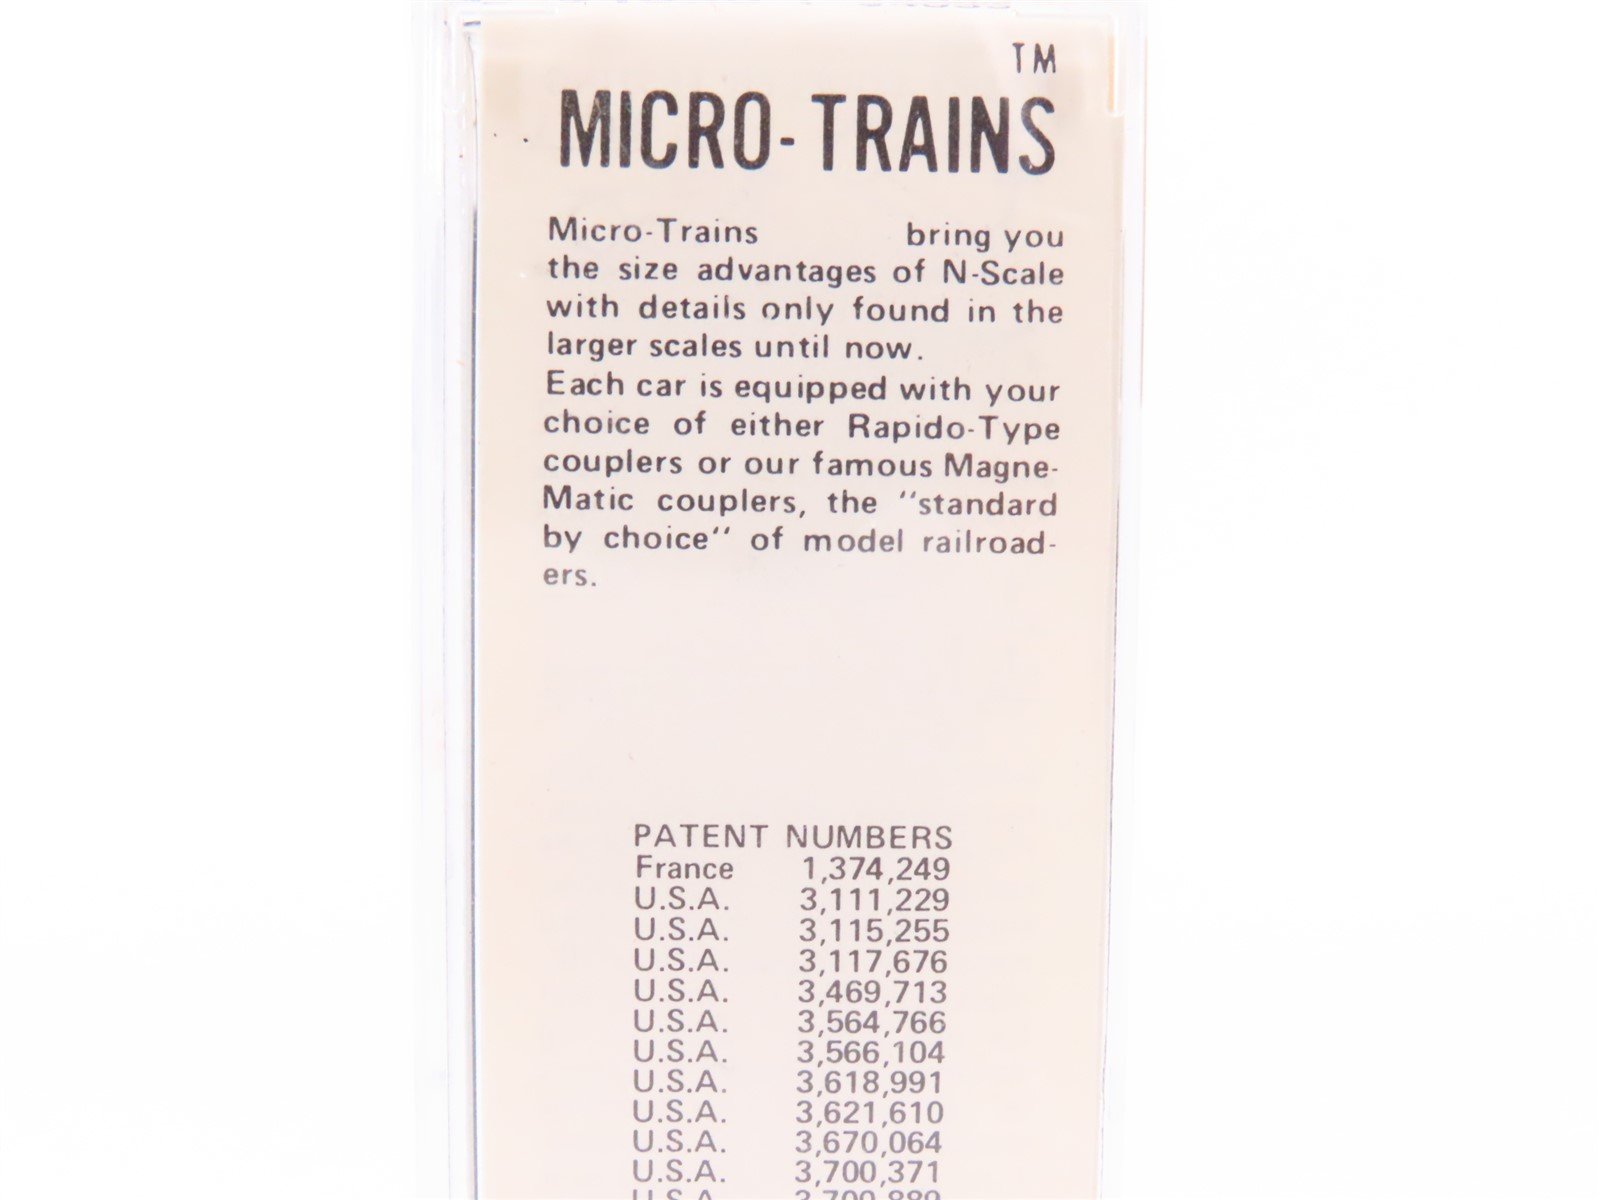 TM
MICRO-TRAINS
Micro-Trains bring you
the size advantages of N-Scale
with details only found in the
larger scales until now.
Each car is equipped with your
choice of either Rapido-Type
couplers or our famous Magne-
Matic couplers, the "standard
by choice" of model railroad-
ers.
PATENT NUMBERS
France 1,374,249
U.S.A. 3,111,229
U.S.A. 3,115,255
U.S.A. 3,117,676
U.S.A. 3,469,713
U.S.A. 3,564,766
U.S.A. 3,566,104
U.S.A. 3,618,991
U.S.A. 3,621,610
U.S.A. 3,670,064
U.S.A. 3,700,371
U.S.A.